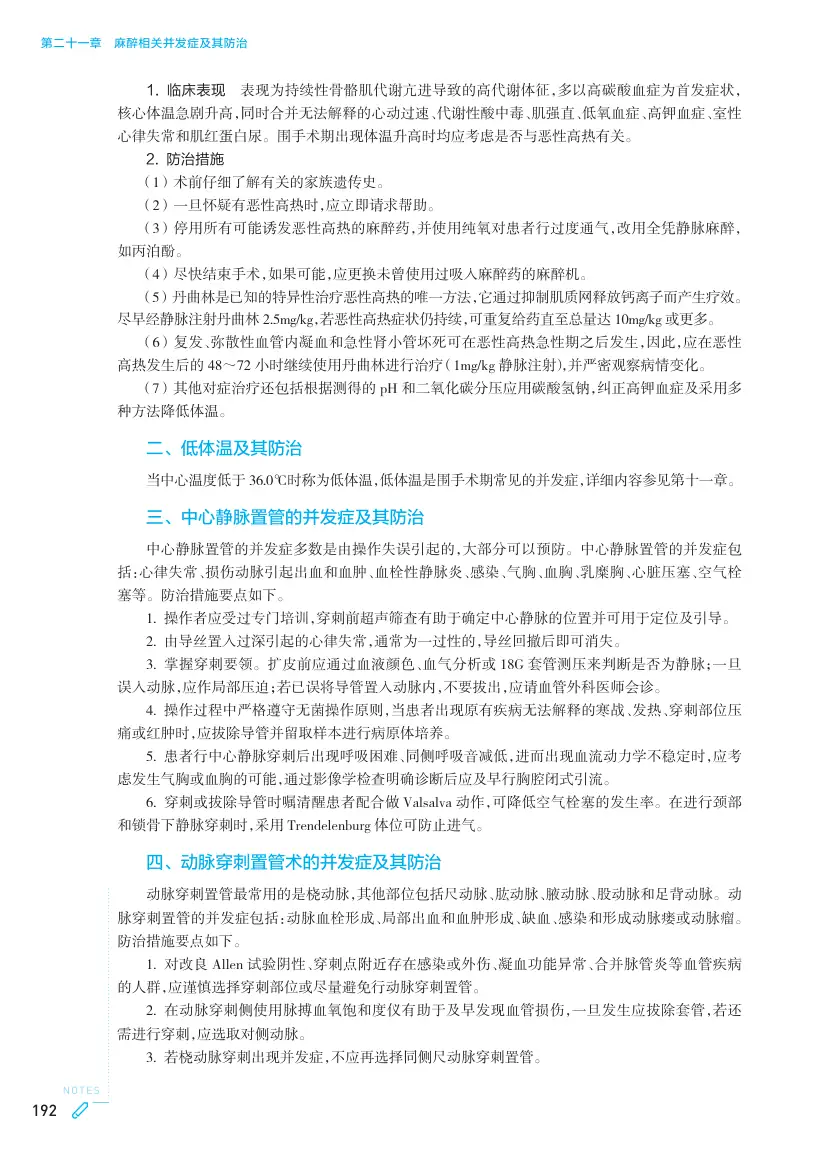 第二十一章 麻醉相关并发症及其防治
1. 临床表现 表现为持续性骨骼肌代谢亢进导致的高代谢体征,多以高碳酸血症为首发症状,
核心体温急剧升高,同时合并无法解释的心动过速、代谢性酸中毒、肌强直、低氧血症、高钾血症、室性
心律失常和肌红蛋白尿。围手术期出现体温升高时均应考虑是否与恶性高热有关。
2. 防治措施
(1)术前仔细了解有关的家族遗传史。
(2)一旦怀疑有恶性高热时,应立即请求帮助。
(3)停用所有可能诱发恶性高热的麻醉药,并使用纯氧对患者行过度通气,改用全凭静脉麻醉,
如丙泊酚。
(4)尽快结束手术,如果可能,应更换未曾使用过吸入麻醉药的麻醉机。
(5)丹曲林是已知的特异性治疗恶性高热的唯一方法,它通过抑制肌质网释放钙离子而产生疗效。
尽早经静脉注射丹曲林 2.5mg/kg,若恶性高热症状仍持续,可重复给药直至总量达 10mg/kg 或更多。
(6)复发、弥散性血管内凝血和急性肾小管坏死可在恶性高热急性期之后发生,因此,应在恶性
高热发生后的 48～72 小时继续使用丹曲林进行治疗(1mg/kg 静脉注射),并严密观察病情变化。
(7)其他对症治疗还包括根据测得的 pH 和二氧化碳分压应用碳酸氢钠,纠正高钾血症及采用多
种方法降低体温。
二、低体温及其防治
当中心温度低于 36.0℃时称为低体温,低体温是围手术期常见的并发症,详细内容参见第十一章。
三、中心静脉置管的并发症及其防治
中心静脉置管的并发症多数是由操作失误引起的,大部分可以预防。中心静脉置管的并发症包
括:心律失常、损伤动脉引起出血和血肿、血栓性静脉炎、感染、气胸、血胸、乳糜胸、心脏压塞、空气栓
塞等。防治措施要点如下。
1. 操作者应受过专门培训,穿刺前超声筛查有助于确定中心静脉的位置并可用于定位及引导。
2. 由导丝置入过深引起的心律失常,通常为一过性的,导丝回撤后即可消失。
3. 掌握穿刺要领。扩皮前应通过血液颜色、血气分析或 18G 套管测压来判断是否为静脉;一旦
误入动脉,应作局部压迫;若已误将导管置入动脉内,不要拔出,应请血管外科医师会诊。
4. 操作过程中严格遵守无菌操作原则,当患者出现原有疾病无法解释的寒战、发热、穿刺部位压
痛或红肿时,应拔除导管并留取样本进行病原体培养。
5. 患者行中心静脉穿刺后出现呼吸困难、同侧呼吸音减低,进而出现血流动力学不稳定时,应考
虑发生气胸或血胸的可能,通过影像学检查明确诊断后应及早行胸腔闭式引流。
6. 穿刺或拔除导管时嘱清醒患者配合做 Valsalva 动作,可降低空气栓塞的发生率。在进行颈部
和锁骨下静脉穿刺时,采用 Trendelenburg 体位可防止进气。
四、动脉穿刺置管术的并发症及其防治
动脉穿刺置管最常用的是桡动脉,其他部位包括尺动脉、肱动脉、腋动脉、股动脉和足背动脉。动
脉穿刺置管的并发症包括:动脉血栓形成、局部出血和血肿形成、缺血、感染和形成动脉瘘或动脉瘤。
防治措施要点如下。
1. 对改良 Allen 试验阴性、穿刺点附近存在感染或外伤、凝血功能异常、合并脉管炎等血管疾病
的人群,应谨慎选择穿刺部位或尽量避免行动脉穿刺置管。
2. 在动脉穿刺侧使用脉搏血氧饱和度仪有助于及早发现血管损伤,一旦发生应拔除套管,若还
需进行穿刺,应选取对侧动脉。
3. 若桡动脉穿刺出现并发症,不应再选择同侧尺动脉穿刺置管。
NOTES
192